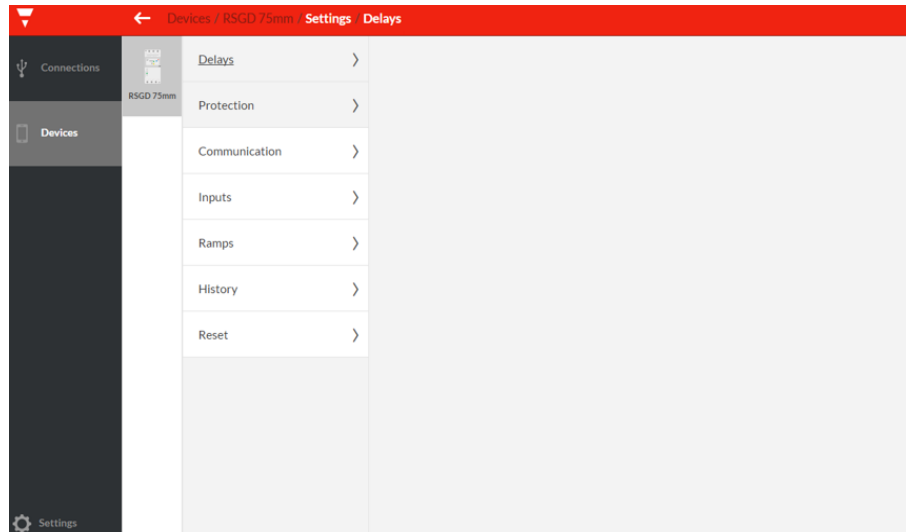 Devices / RSGD 75mm / Settings / Delays
Connections
Devices
Settings
RSGD 75mm
Delays
Protection
Communication
Inputs
Ramps
History
Reset